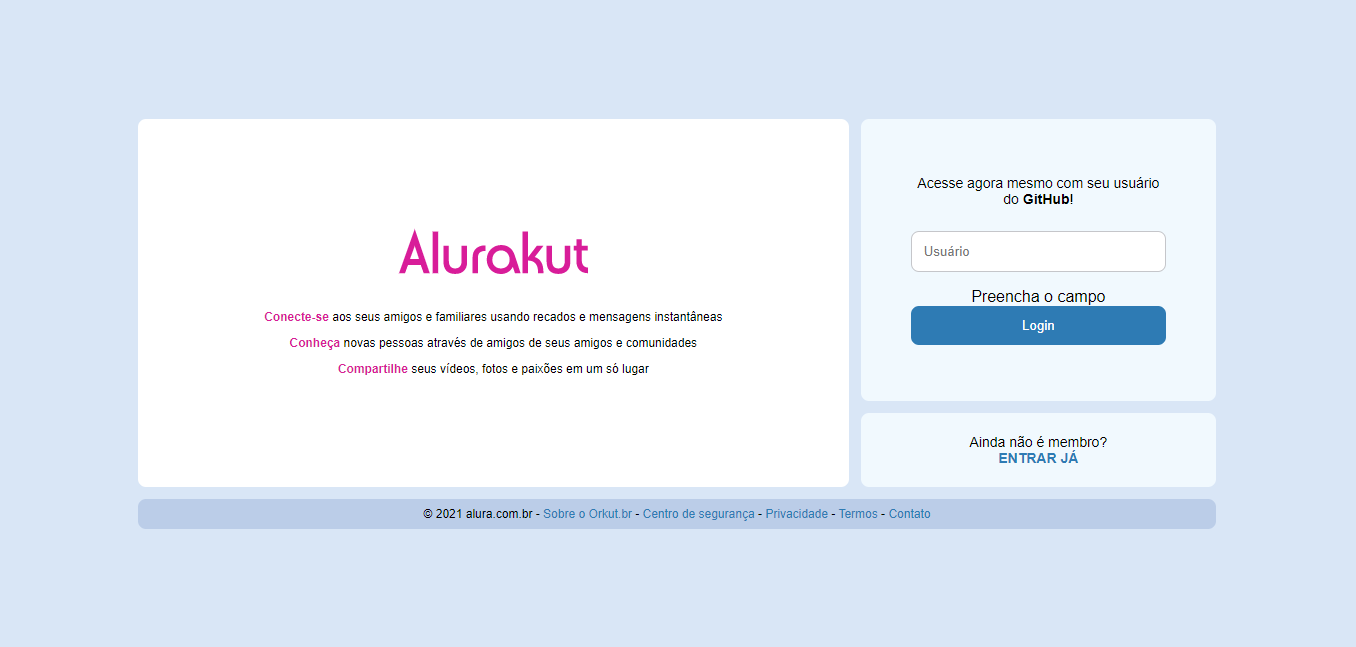 Alurakut
Conecte-se aos seus amigos e familiares usando recados e mensagens instantâneas
Conheça novas pessoas através de amigos de seus amigos e comunidades
Compartilhe seus vídeos, fotos e paixões em um só lugar
Acesse agora mesmo com seu usuário
do GitHub!
Usuário
Preencha o campo
Login
Ainda não é membro?
ENTRAR JÁ
© 2021 alura.com.br - Sobre o Orkut.br - Centro de segurança - Privacidade - Termos - Contato